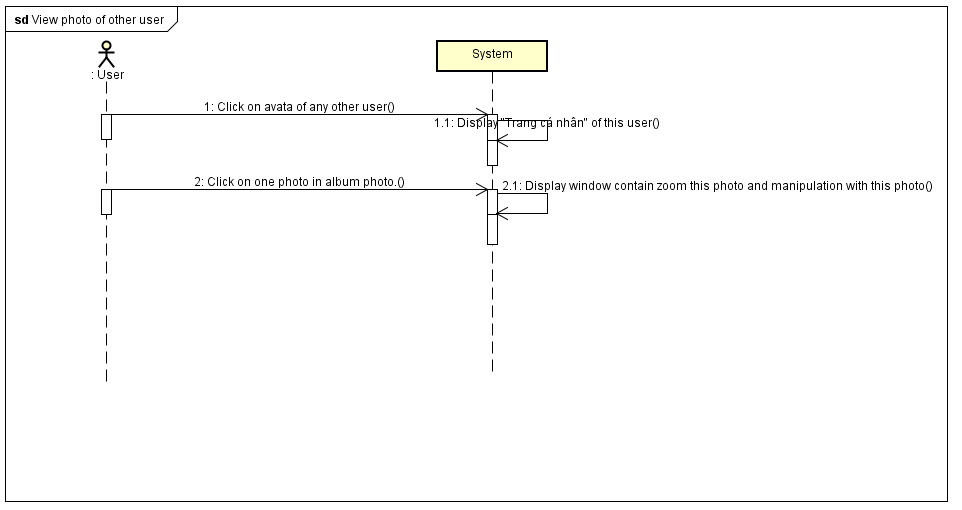 sd View photo of other user
: User
System
1: Click on avata of any other user()
1.1: Display "Trang cá nhân" of this user()
2: Click on one photo in album photo.()
2.1: Display window contain zoom this photo and manipulation with this photo()